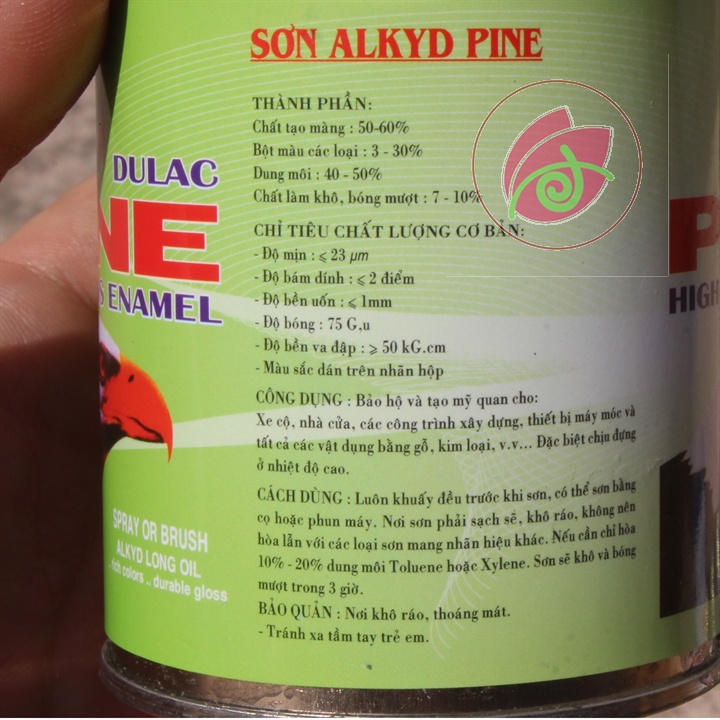 SƠN ALKYD PINE
THÀNH PHẦN:
Chất tạo màng : 50-60%
Bột màu các loại : 3 - 30%
Dung môi : 40 - 50%
Chất làm khô, bóng mượt : 7 - 10%
CHỈ TIÊU CHẤT LƯỢNG CƠ BẢN:
- Độ mịn : ⩽ 23 µm
- Độ bám dính : ⩽ 2 điểm
- Độ bền uốn : ⩽ 1mm
- Độ bóng : 75 G,u
- Độ bền va đập : ⩾ 50 kG.cm
- Màu sắc dán trên nhãn hộp
CÔNG DỤNG : Bảo hộ và tạo mỹ quan cho:
Xe cộ, nhà cửa, các công trình xây dựng, thiết bị máy móc và
tất cả các vật dụng bằng gỗ, kim loại, v.v... Đặc biệt chịu đựng
ở nhiệt độ cao.
CÁCH DÙNG : Luôn khuấy đều trước khi sơn, có thể sơn bằng
cọ hoặc phun máy. Nơi sơn phải sạch sẽ, khô ráo, không nên
hòa lẫn với các loại sơn mang nhãn hiệu khác. Nếu cần chỉ hòa
10% - 20% dung môi Toluene hoặc Xylene. Sơn sẽ khô và bóng
mượt trong 3 giờ.
BẢO QUẢN : Nơi khô ráo, thoáng mát.
- Tránh xa tầm tay trẻ em.
DULAC
NE
S ENAMEL
SPRAY OR BRUSH
ALKYD LONG OIL
.. rich colors .. durable gloss
P
HIGH